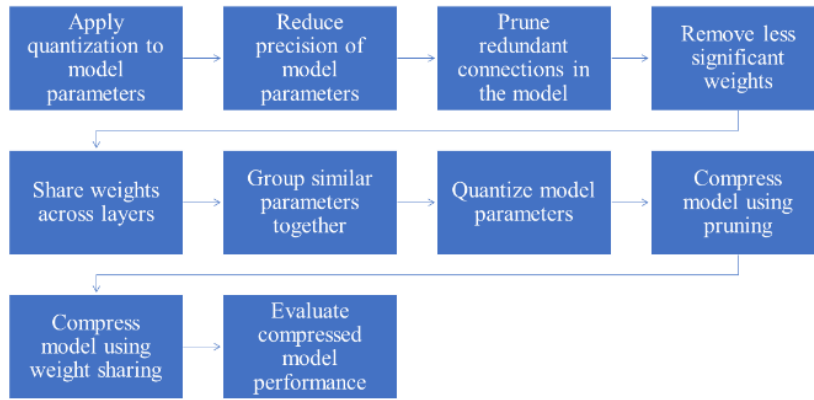 Apply
quantization to
model
parameters
Reduce
precision of
model
parameters
Prune
redundant
connections in
the model
Remove less
significant
weights
Share weights
across layers
Group similar
parameters
together
Quantize model
parameters
Compress
model using
pruning
Compress
model using
weight sharing
Evaluate
compressed
model
performance